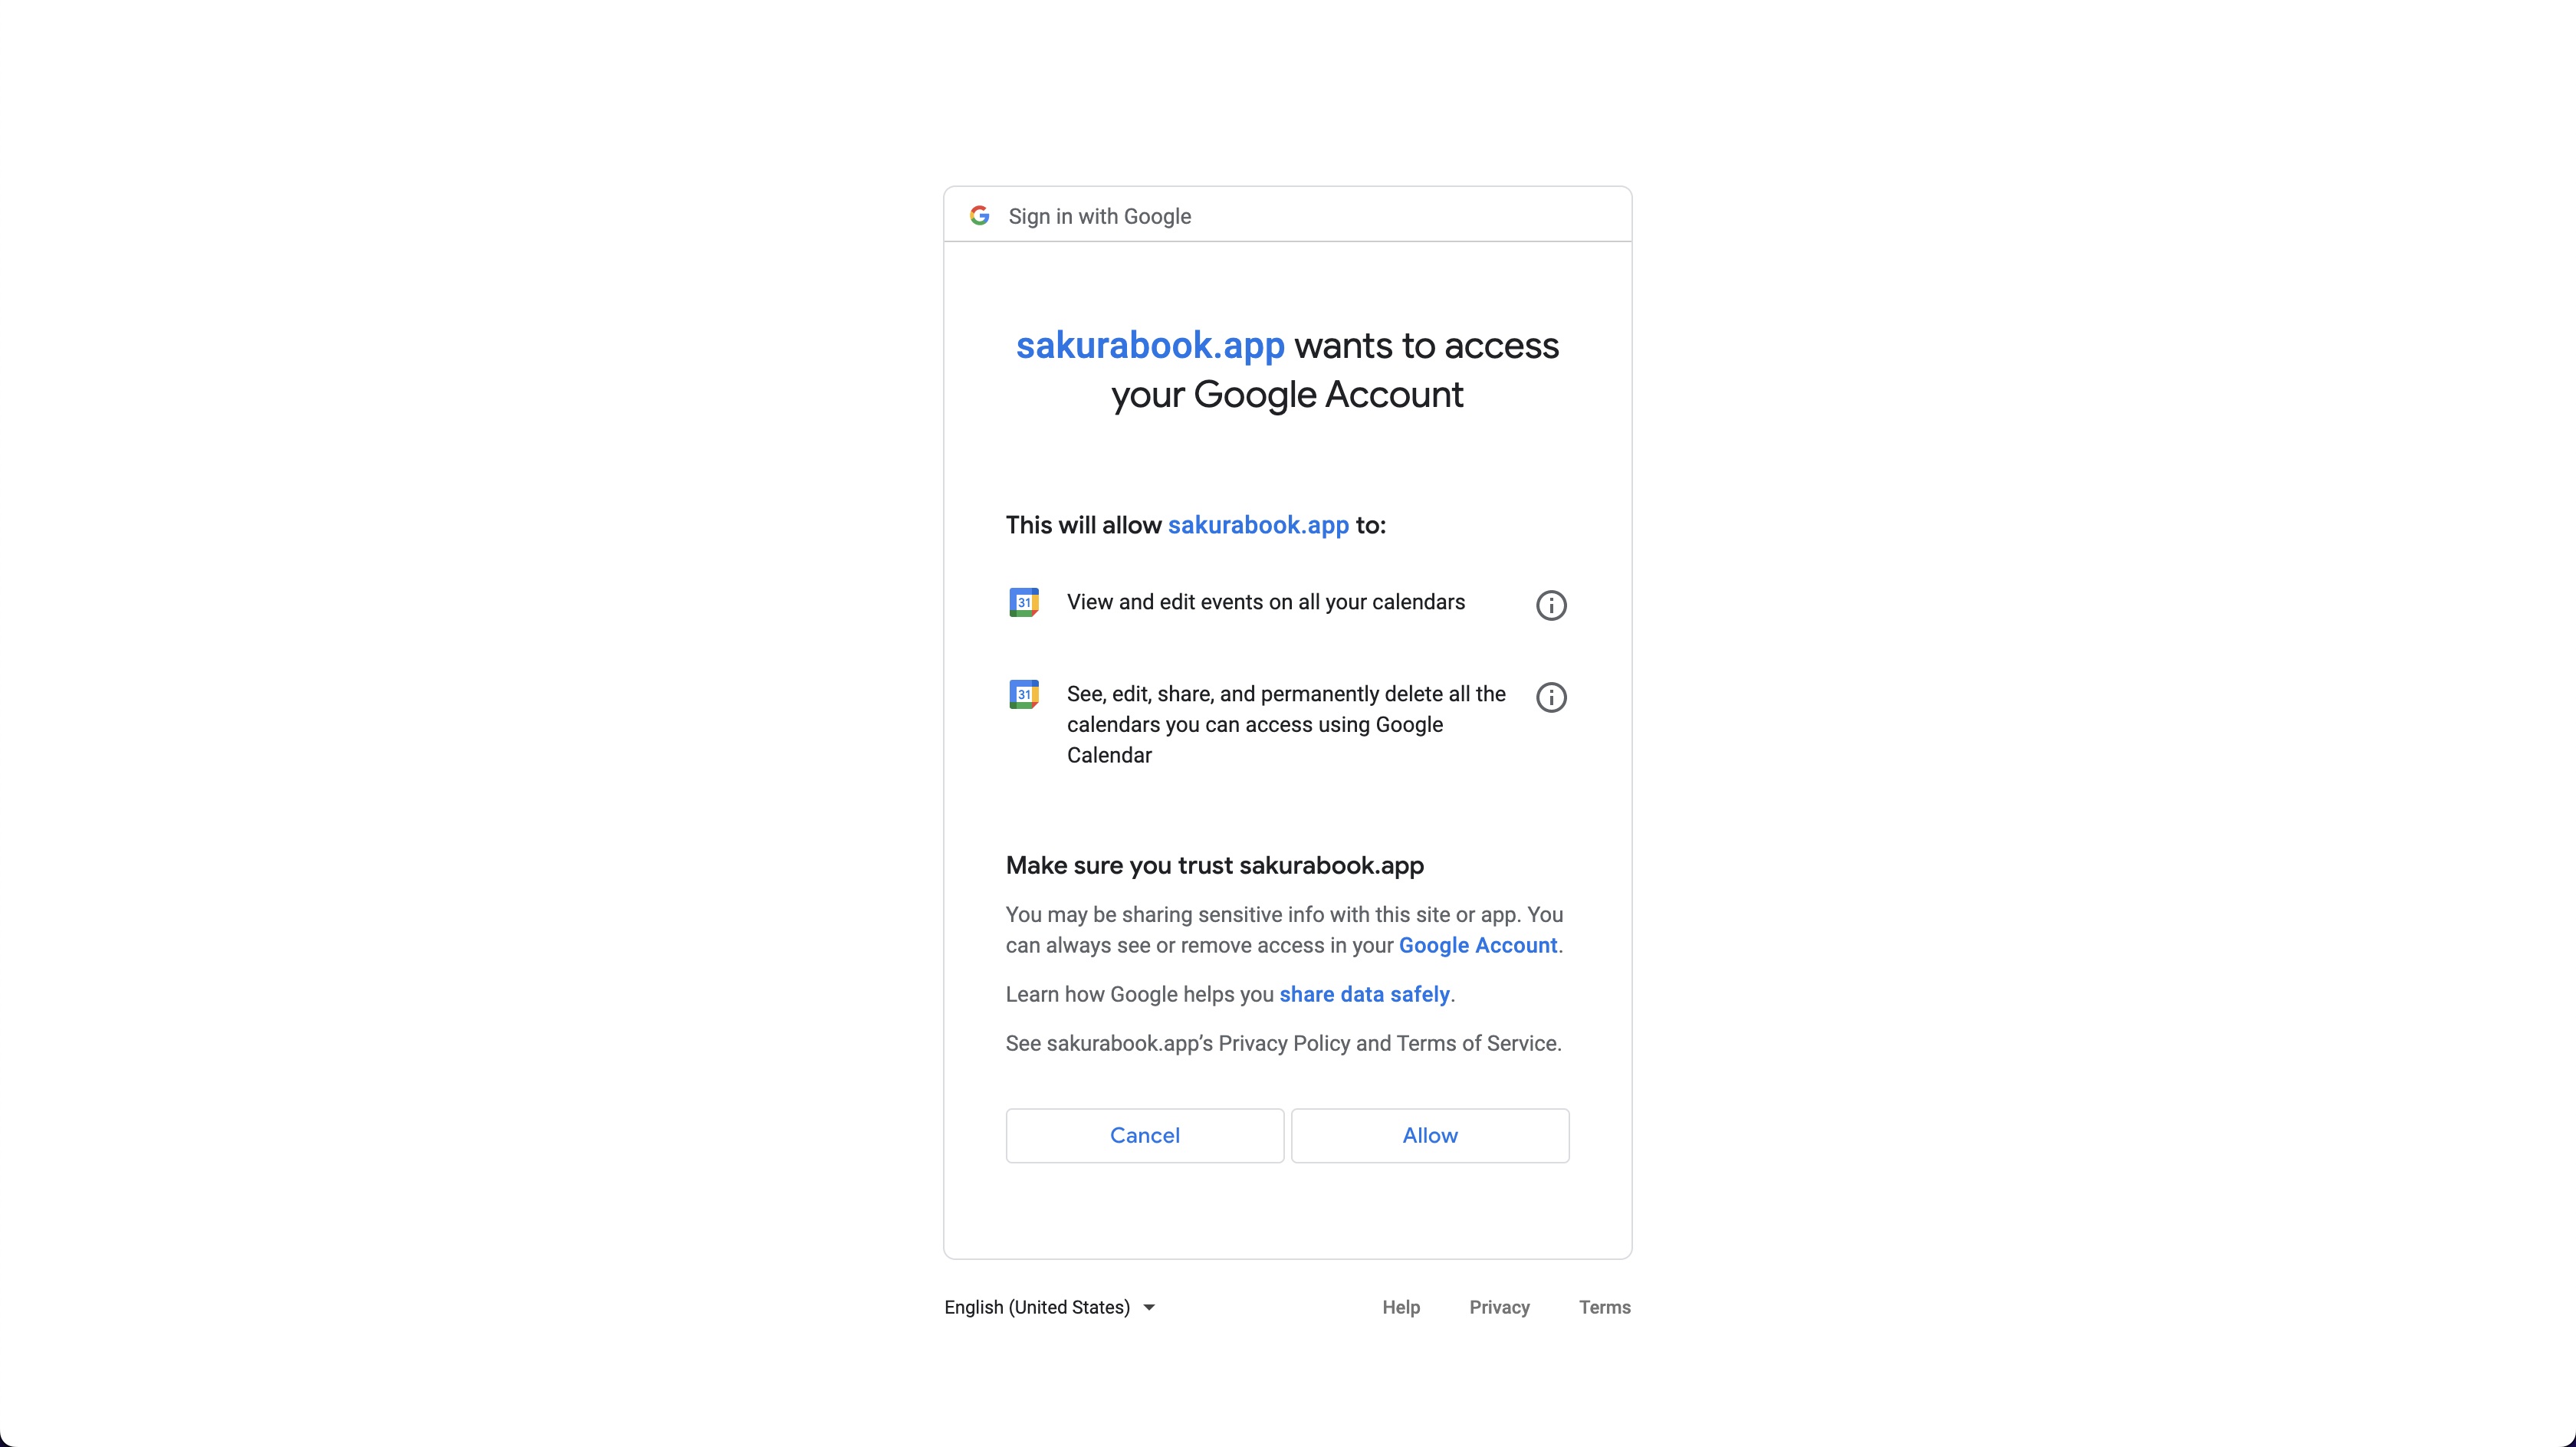 Sign in with Google
sakurabook.app wants to access
your Google Account
This will allow sakurabook.app to:
31 View and edit events on all your calendars
31 See, edit, share, and permanently delete all the
calendars you can access using Google
Calendar
Make sure you trust sakurabook.app
You may be sharing sensitive info with this site or app. You
can always see or remove access in your Google Account.
Learn how Google helps you share data safely.
See sakurabook.app’s Privacy Policy and Terms of Service.
Cancel Allow
English (United States) Help Privacy Terms